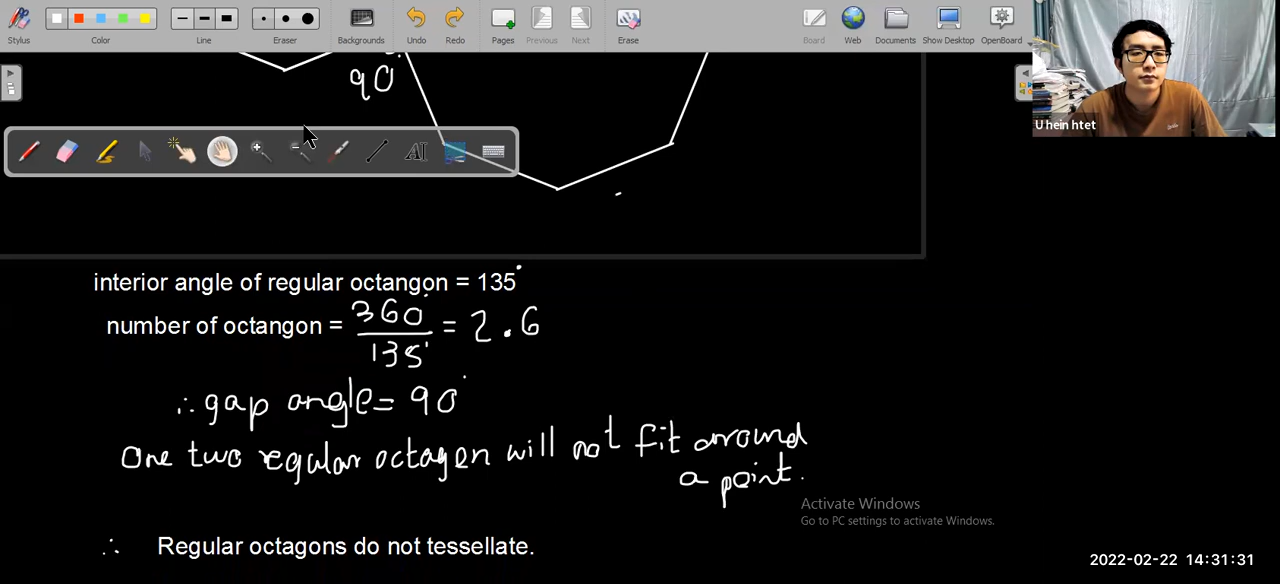 Stylus Color Line Eraser Backgrounds Undo Redo Pages Previous Next Erase Board Web Documents Show Desktop OpenBoard
U hein htet
90°
interior angle of regular octangon = 135°
number of octangon = 360°/135° = 2.6
∴ gap angle = 90°
One two regular octagen will not fit around
a point.
Activate Windows
Go to PC settings to activate Windows.
∴ Regular octagons do not tessellate.
2022-02-22 14:31:31